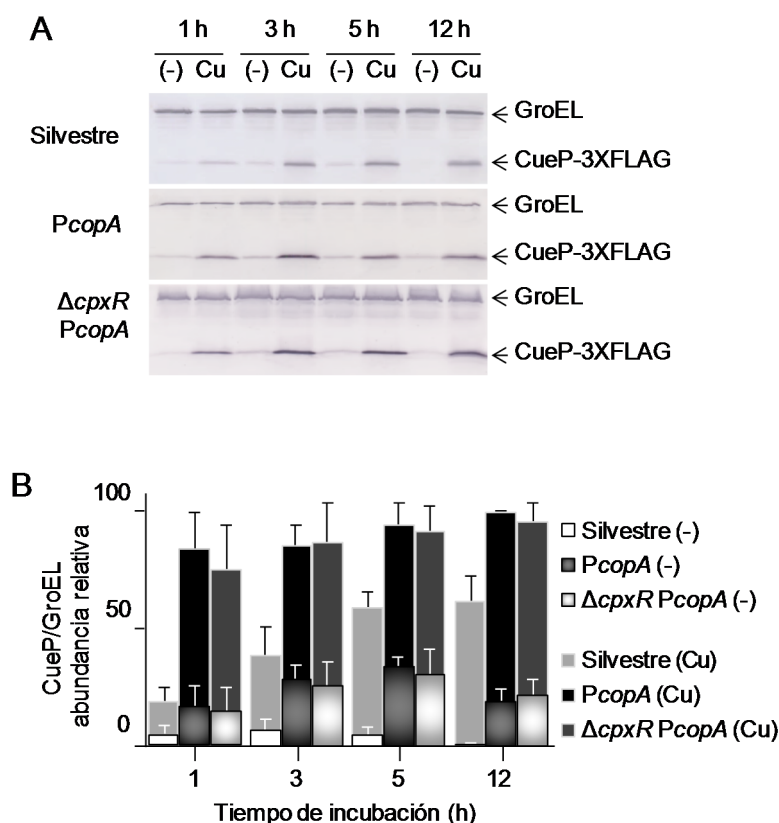 A
1 h 3 h 5 h 12 h
(-) Cu (-) Cu (-) Cu (-) Cu
Silvestre
GroEL
CueP-3XFLAG
PcopA
GroEL
CueP-3XFLAG
ΔcpxR
PcopA
GroEL
CueP-3XFLAG
B
CueP/GroEL
abundancia relativa
100
50
0
1 3 5 12
Tiempo de incubación (h)
Silvestre (-)
PcopA (-)
ΔcpxR PcopA (-)
Silvestre (Cu)
PcopA (Cu)
ΔcpxR PcopA (Cu)